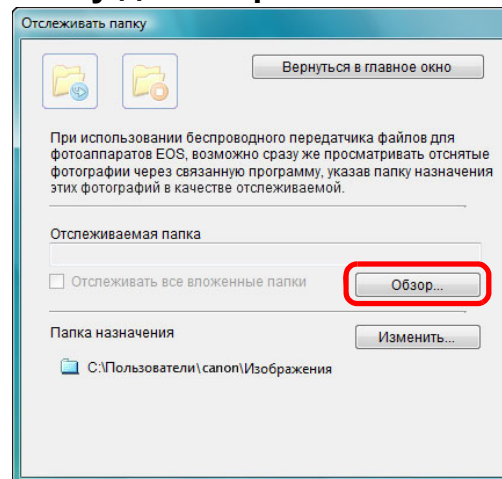 Отслеживать папку
Вернуться в главное окно
При использовании беспроводного передатчика файлов для
фотоаппаратов EOS, возможно сразу же просматривать отснятые
фотографии через связанную программу, указав папку назначения
этих фотографий в качестве отслеживаемой.
Отслеживаемая папка
Отслеживать все вложенные папки
Обзор...
Папка назначения
Изменить...
C:\Пользователи\canon\Изображения